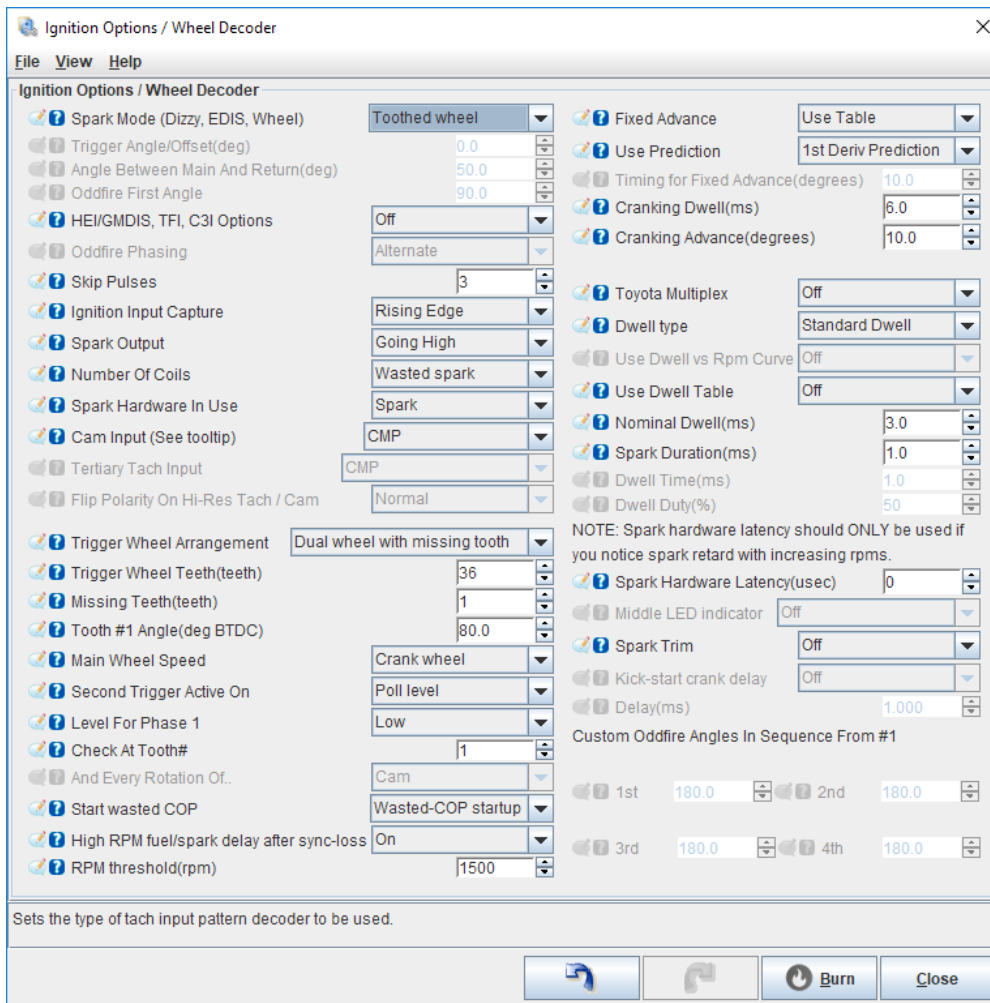 Ignition Options / Wheel Decoder
File View Help
Ignition Options / Wheel Decoder
Spark Mode (Dizzy, EDIS, Wheel) Toothed wheel
Trigger Angle/Offset(deg) 0.0
Angle Between Main And Return(deg) 50.0
Oddfire First Angle 90.0
HEI/GMDIS, TFI, C3I Options Off
Oddfire Phasing Alternate
Skip Pulses 3
Ignition Input Capture Rising Edge
Spark Output Going High
Number Of Coils Wasted spark
Spark Hardware In Use Spark
Cam Input (See tooltip) CMP
Tertiary Tach Input CMP
Flip Polarity On Hi-Res Tach / Cam Normal
Trigger Wheel Arrangement Dual wheel with missing tooth
Trigger Wheel Teeth(teeth) 36
Missing Teeth(teeth) 1
Tooth #1 Angle(deg BTDC) 80.0
Main Wheel Speed Crank wheel
Second Trigger Active On Poll level
Level For Phase 1 Low
Check At Tooth# 1
And Every Rotation Of.. Cam
Start wasted COP Wasted-COP startup
High RPM fuel/spark delay after sync-loss On
RPM threshold(rpm) 1500
Fixed Advance Use Table
Use Prediction 1st Deriv Prediction
Timing for Fixed Advance(degrees) 10.0
Cranking Dwell(ms) 6.0
Cranking Advance(degrees) 10.0
Toyota Multiplex Off
Dwell type Standard Dwell
Use Dwell vs Rpm Curve Off
Use Dwell Table Off
Nominal Dwell(ms) 3.0
Spark Duration(ms) 1.0
Dwell Time(ms) 1.0
Dwell Duty(%) 50
NOTE: Spark hardware latency should ONLY be used if
you notice spark retard with increasing rpms.
Spark Hardware Latency(usec) 0
Middle LED indicator Off
Spark Trim Off
Kick-start crank delay Off
Delay(ms) 1.000
Custom Oddfire Angles In Sequence From #1
1st 180.0 2nd 180.0
3rd 180.0 4th 180.0
Sets the type of tach input pattern decoder to be used.
Burn Close